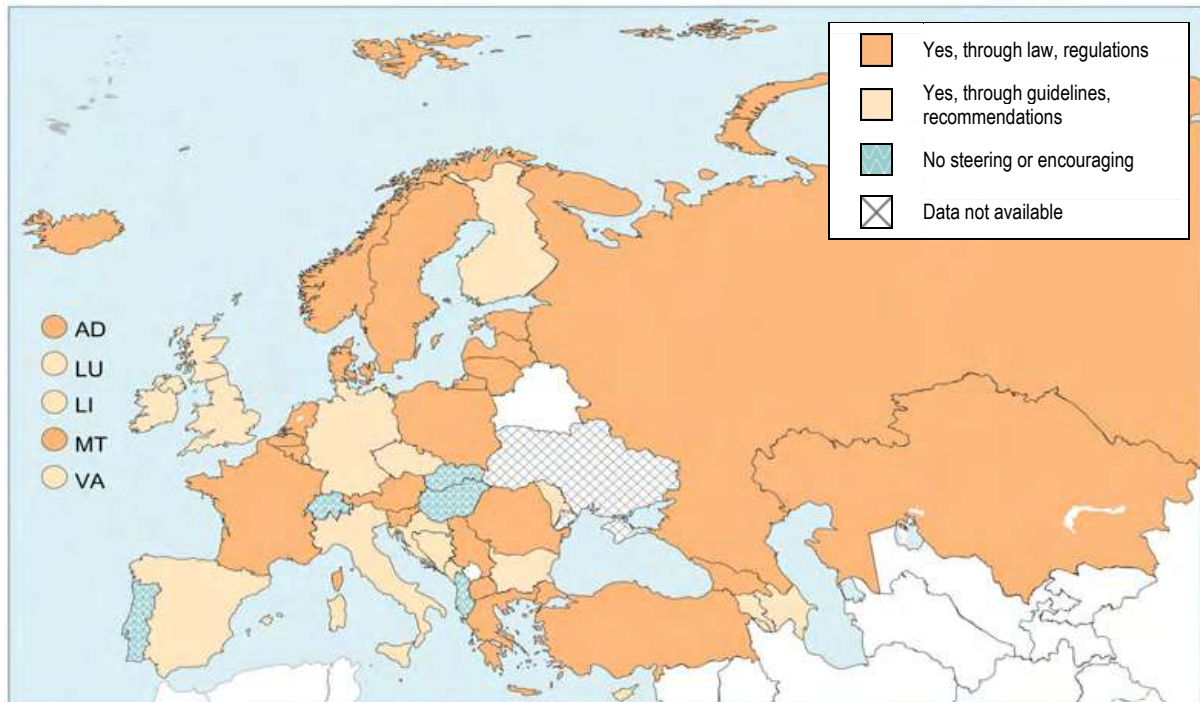 Yes, through law, regulations
Yes, through guidelines,
recommendations
No steering or encouraging
Data not available
AD
LU
LI
MT
VA